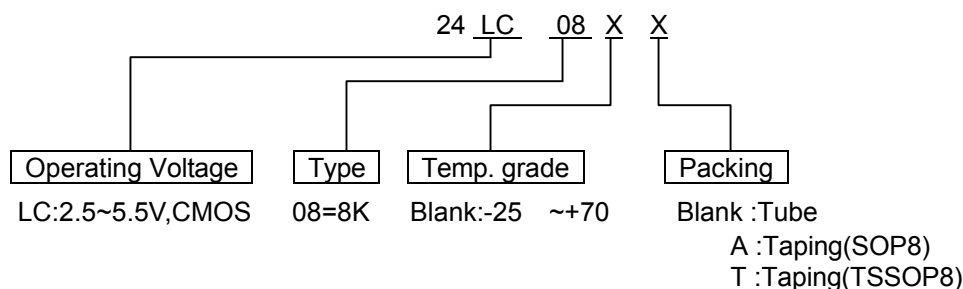 24 LC 08 X X
Operating Voltage Type Temp. grade Packing
LC:2.5~5.5V,CMOS 08=8K Blank:-25 ~+70 Blank :Tube
A :Taping(SOP8)
T :Taping(TSSOP8)